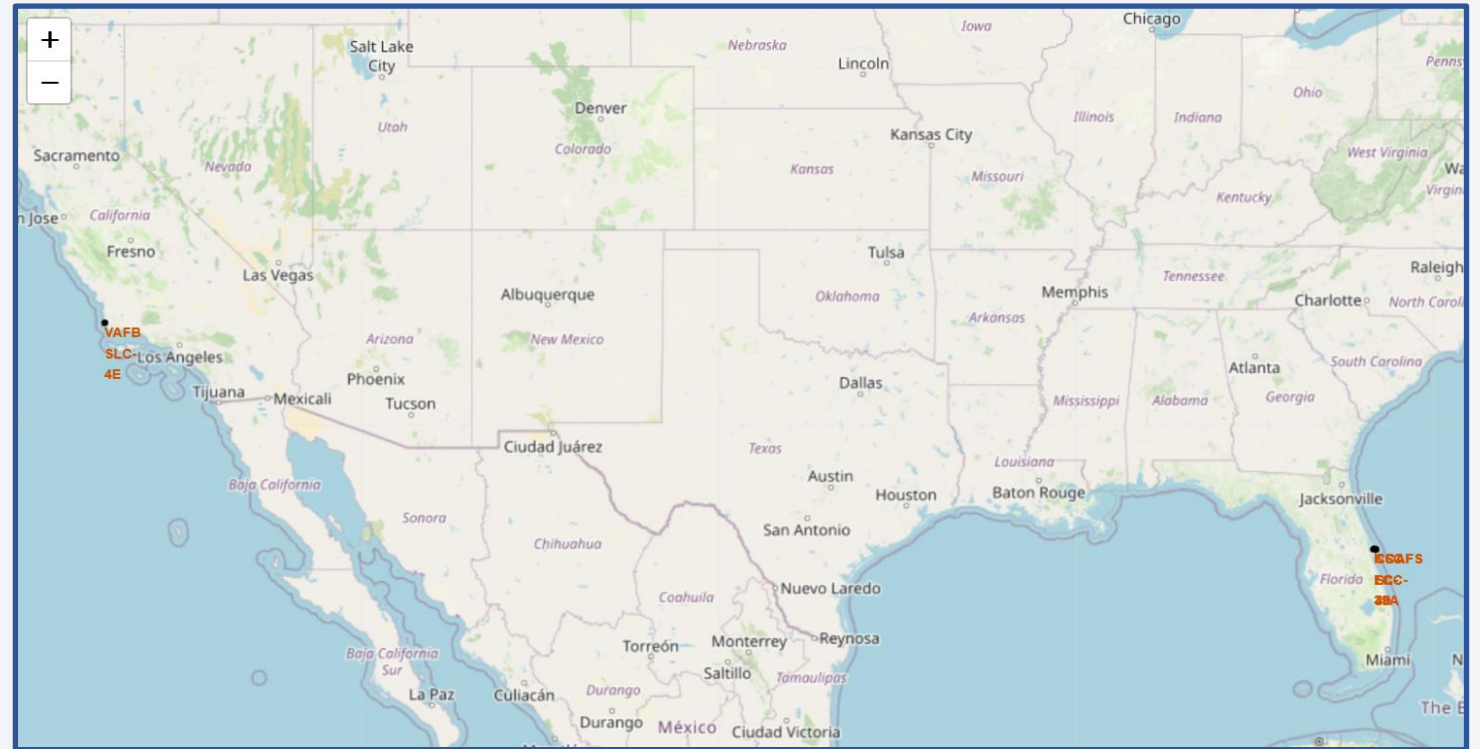 +
−
Chicago
Iowa
Salt Lake
City
Nebraska
Lincoln
Pennsy
Denver
Ohio
Utah
Illinois
Indiana
Kansas City
Sacramento
Colorado
West Virginia
Nevada
Kansas
Missouri
Wa
Virgin
Kentucky
n Jose
California
Fresno
Las Vegas
Tulsa
Raleigh
Tennessee
Albuquerque
Oklahoma
Memphis
Charlotte
North Caroli
Arkansas
VAFB
SLC-
4E
Los Angeles
Arizona
New Mexico
South Carolina
Atlanta
Phoenix
Dallas
Tijuana
Mexicali
Tucson
Mississippi
Alabama
Georgia
Ciudad Juárez
Texas
Louisiana
Baja California
Austin
Houston
Baton Rouge
Jacksonville
Sonora
San Antonio
Chihuahua
Florida
Nuevo Laredo
Coahuila
Torreón
Monterrey
Reynosa
Baja California
Sur
Saltillo
Tamaulipas
Miami
N
La Paz
Culiacán
Durango
The B
Durango
México
Ciudad Victoria